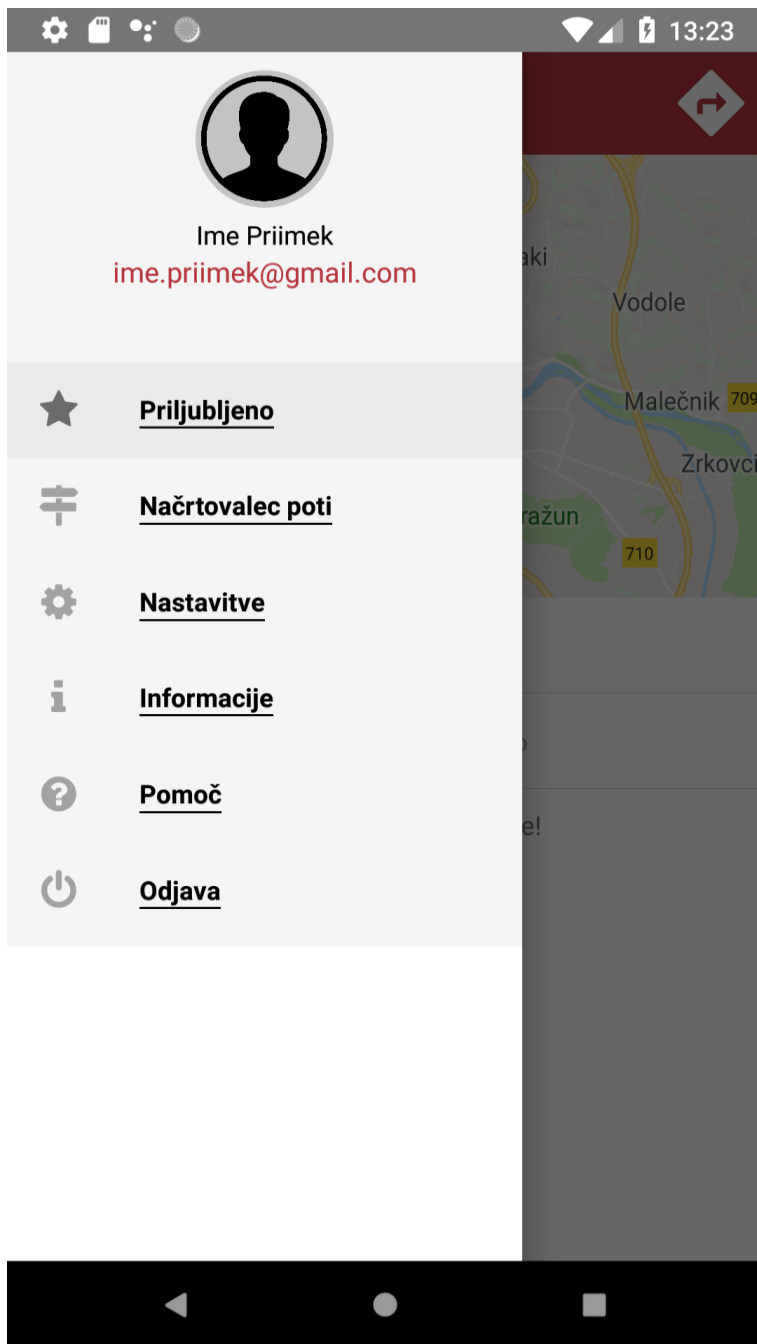 13:23
Ime Priimek
ime.priimek@gmail.com
Priljubljeno
Načrtovalec poti
Nastavitve
Informacije
Pomoč
Odjava
aki
Vodole
Malečnik 709
Zrkovci
ražun
710
e!